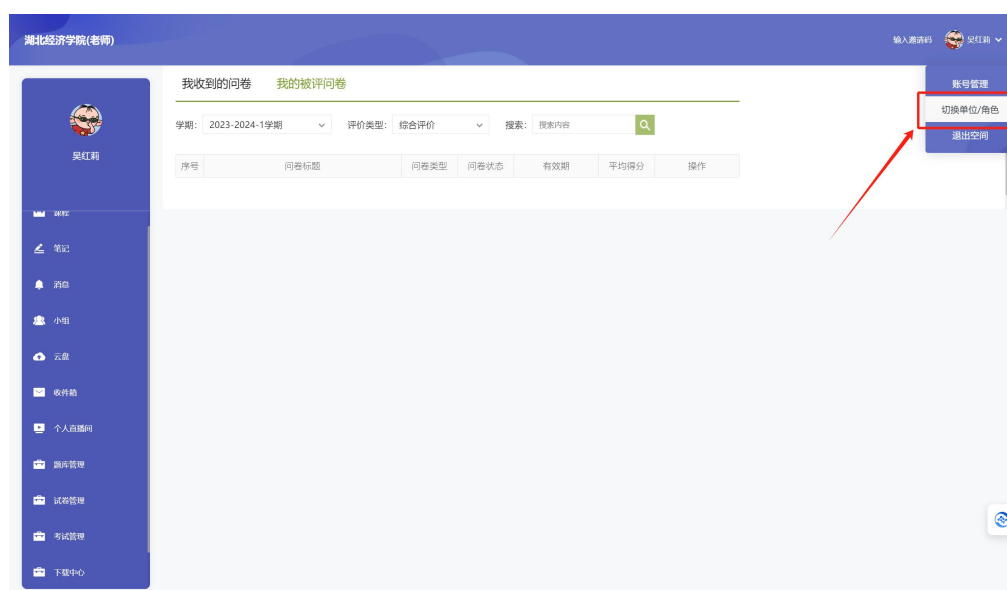 湖北经济学院(老师)
输入邀请码 吴红莉
账号管理
切换单位/角色
退出空间
吴红莉
我收到的问卷 我的被评问卷
学期: 2023-2024-1学期 评价类型: 综合评价 搜索: 搜索内容
序号 问卷标题 问卷类型 问卷状态 有效期 平均得分 操作
课程
笔记
消息
小组
云盘
收件箱
个人直播间
题库管理
试卷管理
考试管理
下载中心